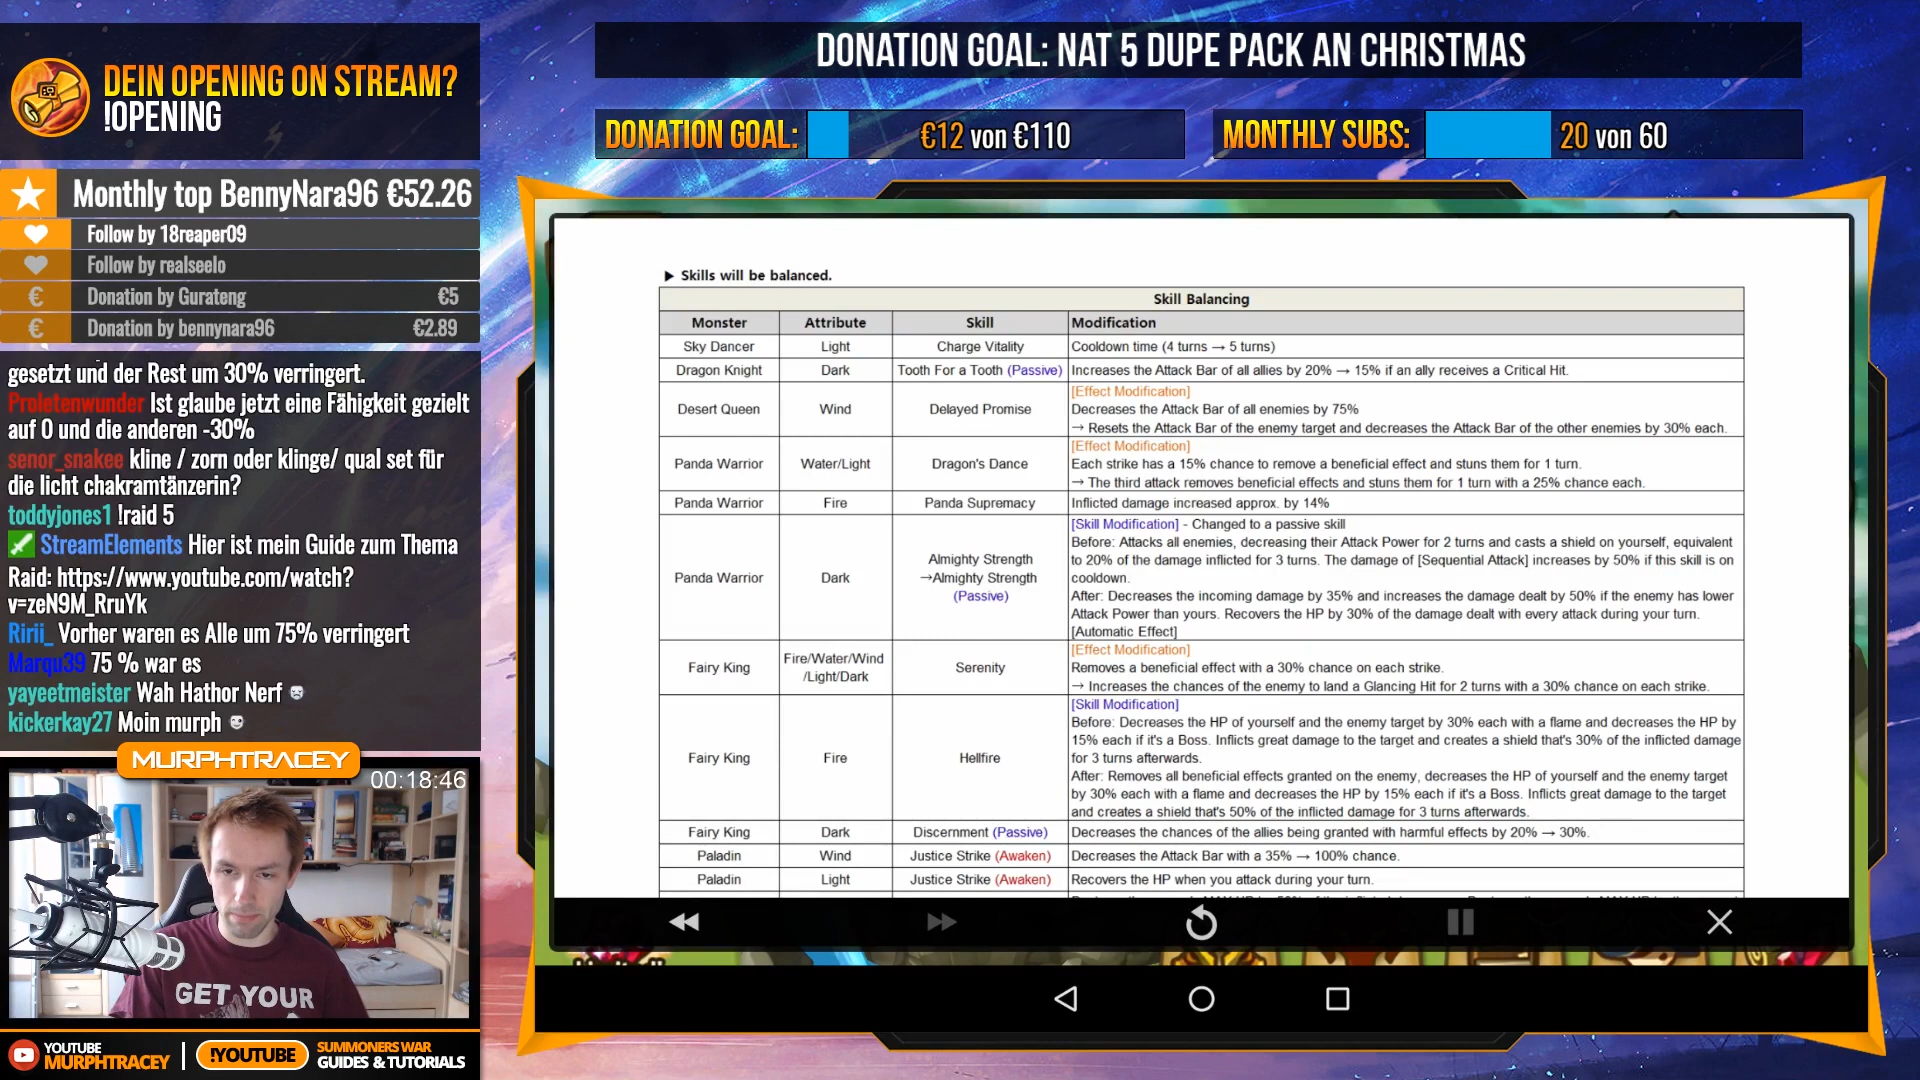 DEIN OPENING ON STREAM?
!OPENING
DONATION GOAL: NAT 5 DUPE PACK AN CHRISTMAS
DONATION GOAL: €12 von €110
MONTHLY SUBS: 20 von 60
Monthly top BennyNara96 €52.26
Follow by 18reaper09
Follow by realseelo
€ Donation by Gurateng €5
€ Donation by bennynara96 €2.89
gesetzt und der Rest um 30% verringert.
Proletenwunder Ist glaube jetzt eine Fähigkeit gezielt
auf 0 und die anderen -30%
senor_snakee kline / zorn oder klinge/ qual set für
die licht chakramtänzerin?
toddyjones1 !raid 5
StreamElements Hier ist mein Guide zum Thema
Raid: https://www.youtube.com/watch?
v=zeN9M_RruYk
Ririi_ Vorher waren es Alle um 75% verringert
Marqu39 75 % war es
yayeetmeister Wah Hathor Nerf
kickerkay27 Moin murph
MURPHTRACEY
00:18:46
GET YOUR
YOUTUBE
MURPHTRACEY
!YOUTUBE
SUMMONERS WAR
GUIDES & TUTORIALS
▶ Skills will be balanced.
Skill Balancing
Monster Attribute Skill Modification
Sky Dancer Light Charge Vitality Cooldown time (4 turns → 5 turns)
Dragon Knight Dark Tooth For a Tooth (Passive) Increases the Attack Bar of all allies by 20% → 15% if an ally receives a Critical Hit.
Desert Queen Wind Delayed Promise [Effect Modification]
Decreases the Attack Bar of all enemies by 75%
→ Resets the Attack Bar of the enemy target and decreases the Attack Bar of the other enemies by 30% each.
Panda Warrior Water/Light Dragon's Dance [Effect Modification]
Each strike has a 15% chance to remove a beneficial effect and stuns them for 1 turn.
→ The third attack removes beneficial effects and stuns them for 1 turn with a 25% chance each.
Panda Warrior Fire Panda Supremacy Inflicted damage increased approx. by 14%
Panda Warrior Dark Almighty Strength
→Almighty Strength
(Passive)
[Skill Modification] - Changed to a passive skill
Before: Attacks all enemies, decreasing their Attack Power for 2 turns and casts a shield on yourself, equivalent
to 20% of the damage inflicted for 3 turns. The damage of [Sequential Attack] increases by 50% if this skill is on
cooldown.
After: Decreases the incoming damage by 35% and increases the damage dealt by 50% if the enemy has lower
Attack Power than yours. Recovers the HP by 30% of the damage dealt with every attack during your turn.
[Automatic Effect]
Fairy King Fire/Water/Wind
/Light/Dark
Serenity
[Effect Modification]
Removes a beneficial effect with a 30% chance on each strike.
→ Increases the chances of the enemy to land a Glancing Hit for 2 turns with a 30% chance on each strike.
Fairy King Fire Hellfire [Skill Modification]
Before: Decreases the HP of yourself and the enemy target by 30% each with a flame and decreases the HP by
15% each if it's a Boss. Inflicts great damage to the target and creates a shield that's 30% of the inflicted damage
for 3 turns afterwards.
After: Removes all beneficial effects granted on the enemy, decreases the HP of yourself and the enemy target
by 30% each with a flame and decreases the HP by 15% each if it's a Boss. Inflicts great damage to the target
and creates a shield that's 50% of the inflicted damage for 3 turns afterwards.
Fairy King Dark Discernment (Passive) Decreases the chances of the allies being granted with harmful effects by 20% → 30%.
Paladin Wind Justice Strike (Awaken) Decreases the Attack Bar with a 35% → 100% chance.
Paladin Light Justice Strike (Awaken) Recovers the HP when you attack during your turn.